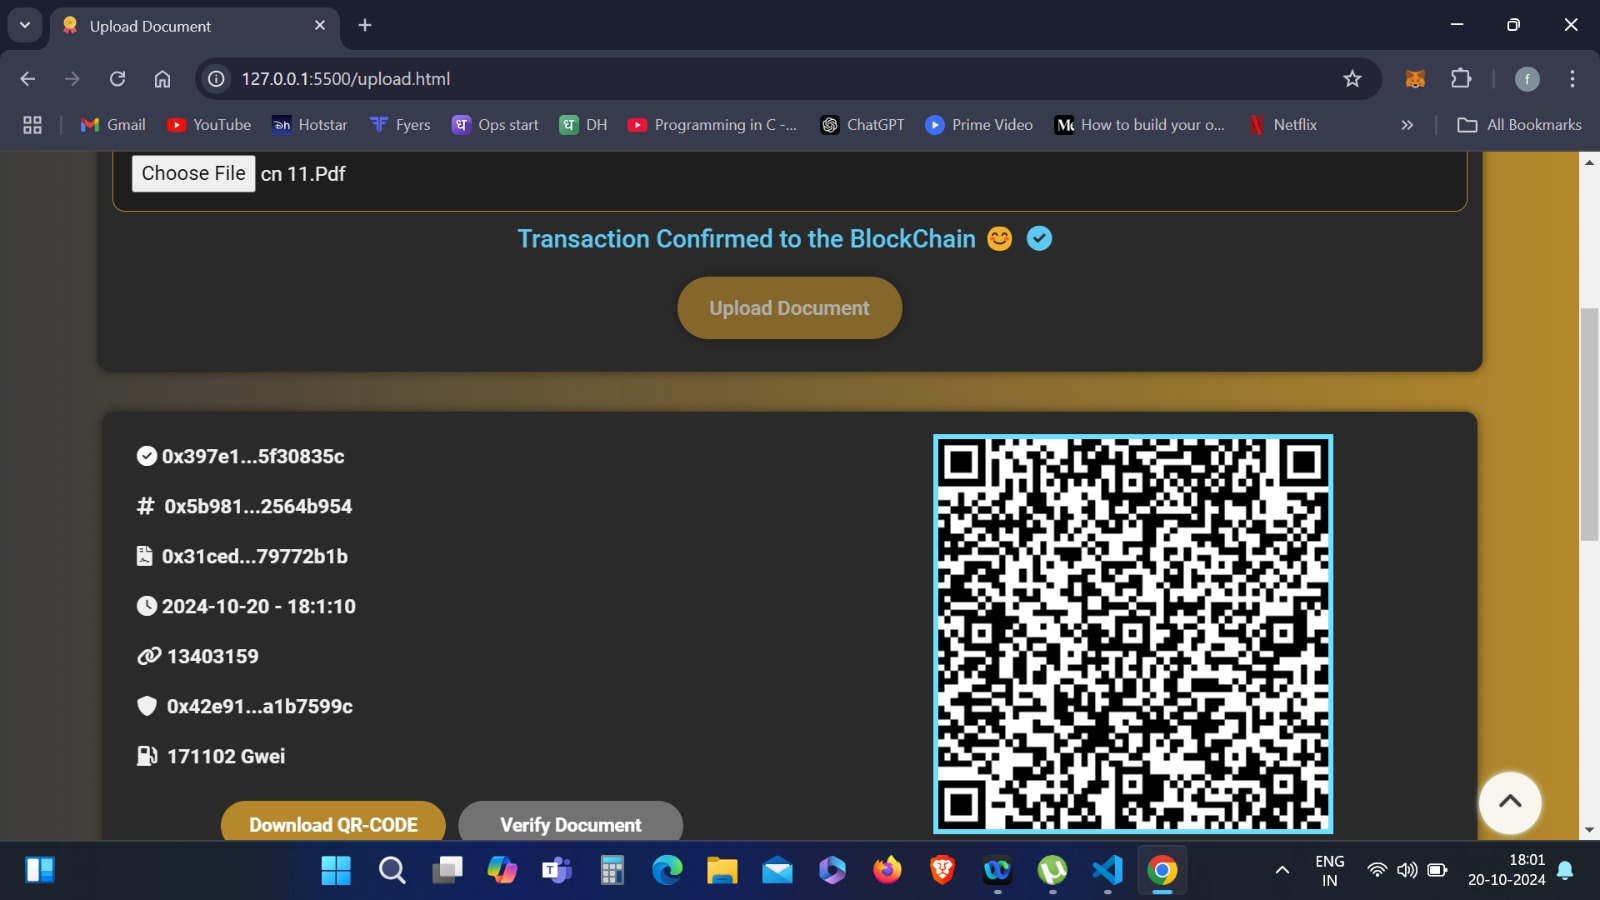 Upload Document
127.0.0.1:5500/upload.html
f
Gmail YouTube Hotstar Fyers Ops start DH Programming in C -... ChatGPT Prime Video How to build your o... Netflix All Bookmarks
Choose File cn 11.Pdf
Transaction Confirmed to the BlockChain
Upload Document
0x397e1...5f30835c
# 0x5b981...2564b954
0x31ced...79772b1b
2024-10-20 - 18:1:10
13403159
0x42e91...a1b7599c
171102 Gwei
Download QR-CODE Verify Document
ENG
IN
18:01
20-10-2024